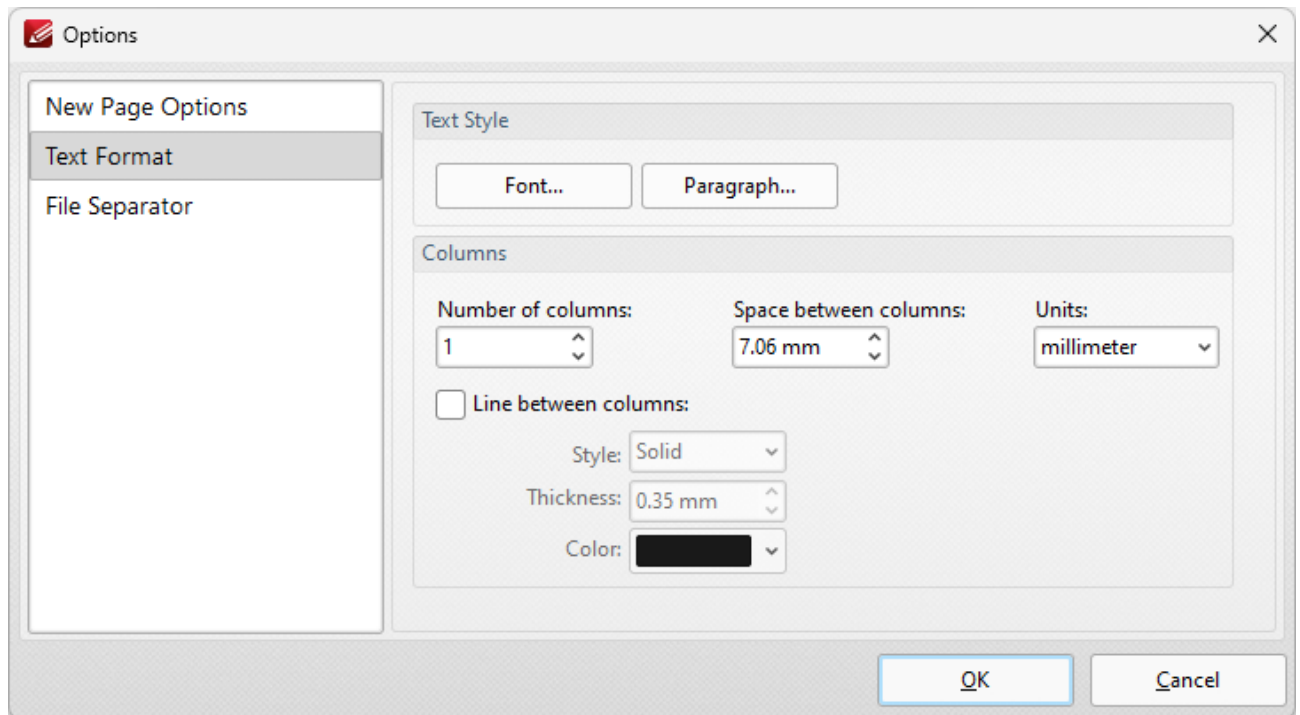 Options
New Page Options
Text Format
File Separator
Text Style
Font...
Paragraph...
Columns
Number of columns:
Space between columns:
Units:
1
7.06 mm
millimeter
Line between columns:
Style:
Solid
Thickness:
0.35 mm
Color:
OK
Cancel